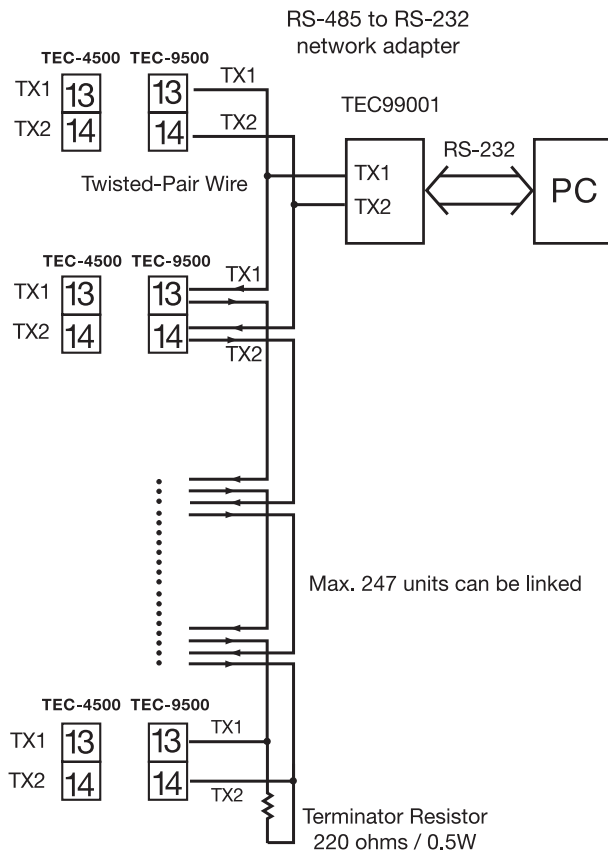 RS-485 to RS-232
network adapter
TEC-4500 TEC-9500
TX1 13 13 TX1
TX2 14 14 TX2
TEC99001
TX1
TX2
RS-232
PC
Twisted-Pair Wire
TEC-4500 TEC-9500
TX1 13 13 TX1
TX2 14 14 TX2
Max. 247 units can be linked
TEC-4500 TEC-9500
TX1 13 13 TX1
TX2 14 14 TX2
Terminator Resistor
220 ohms / 0.5W